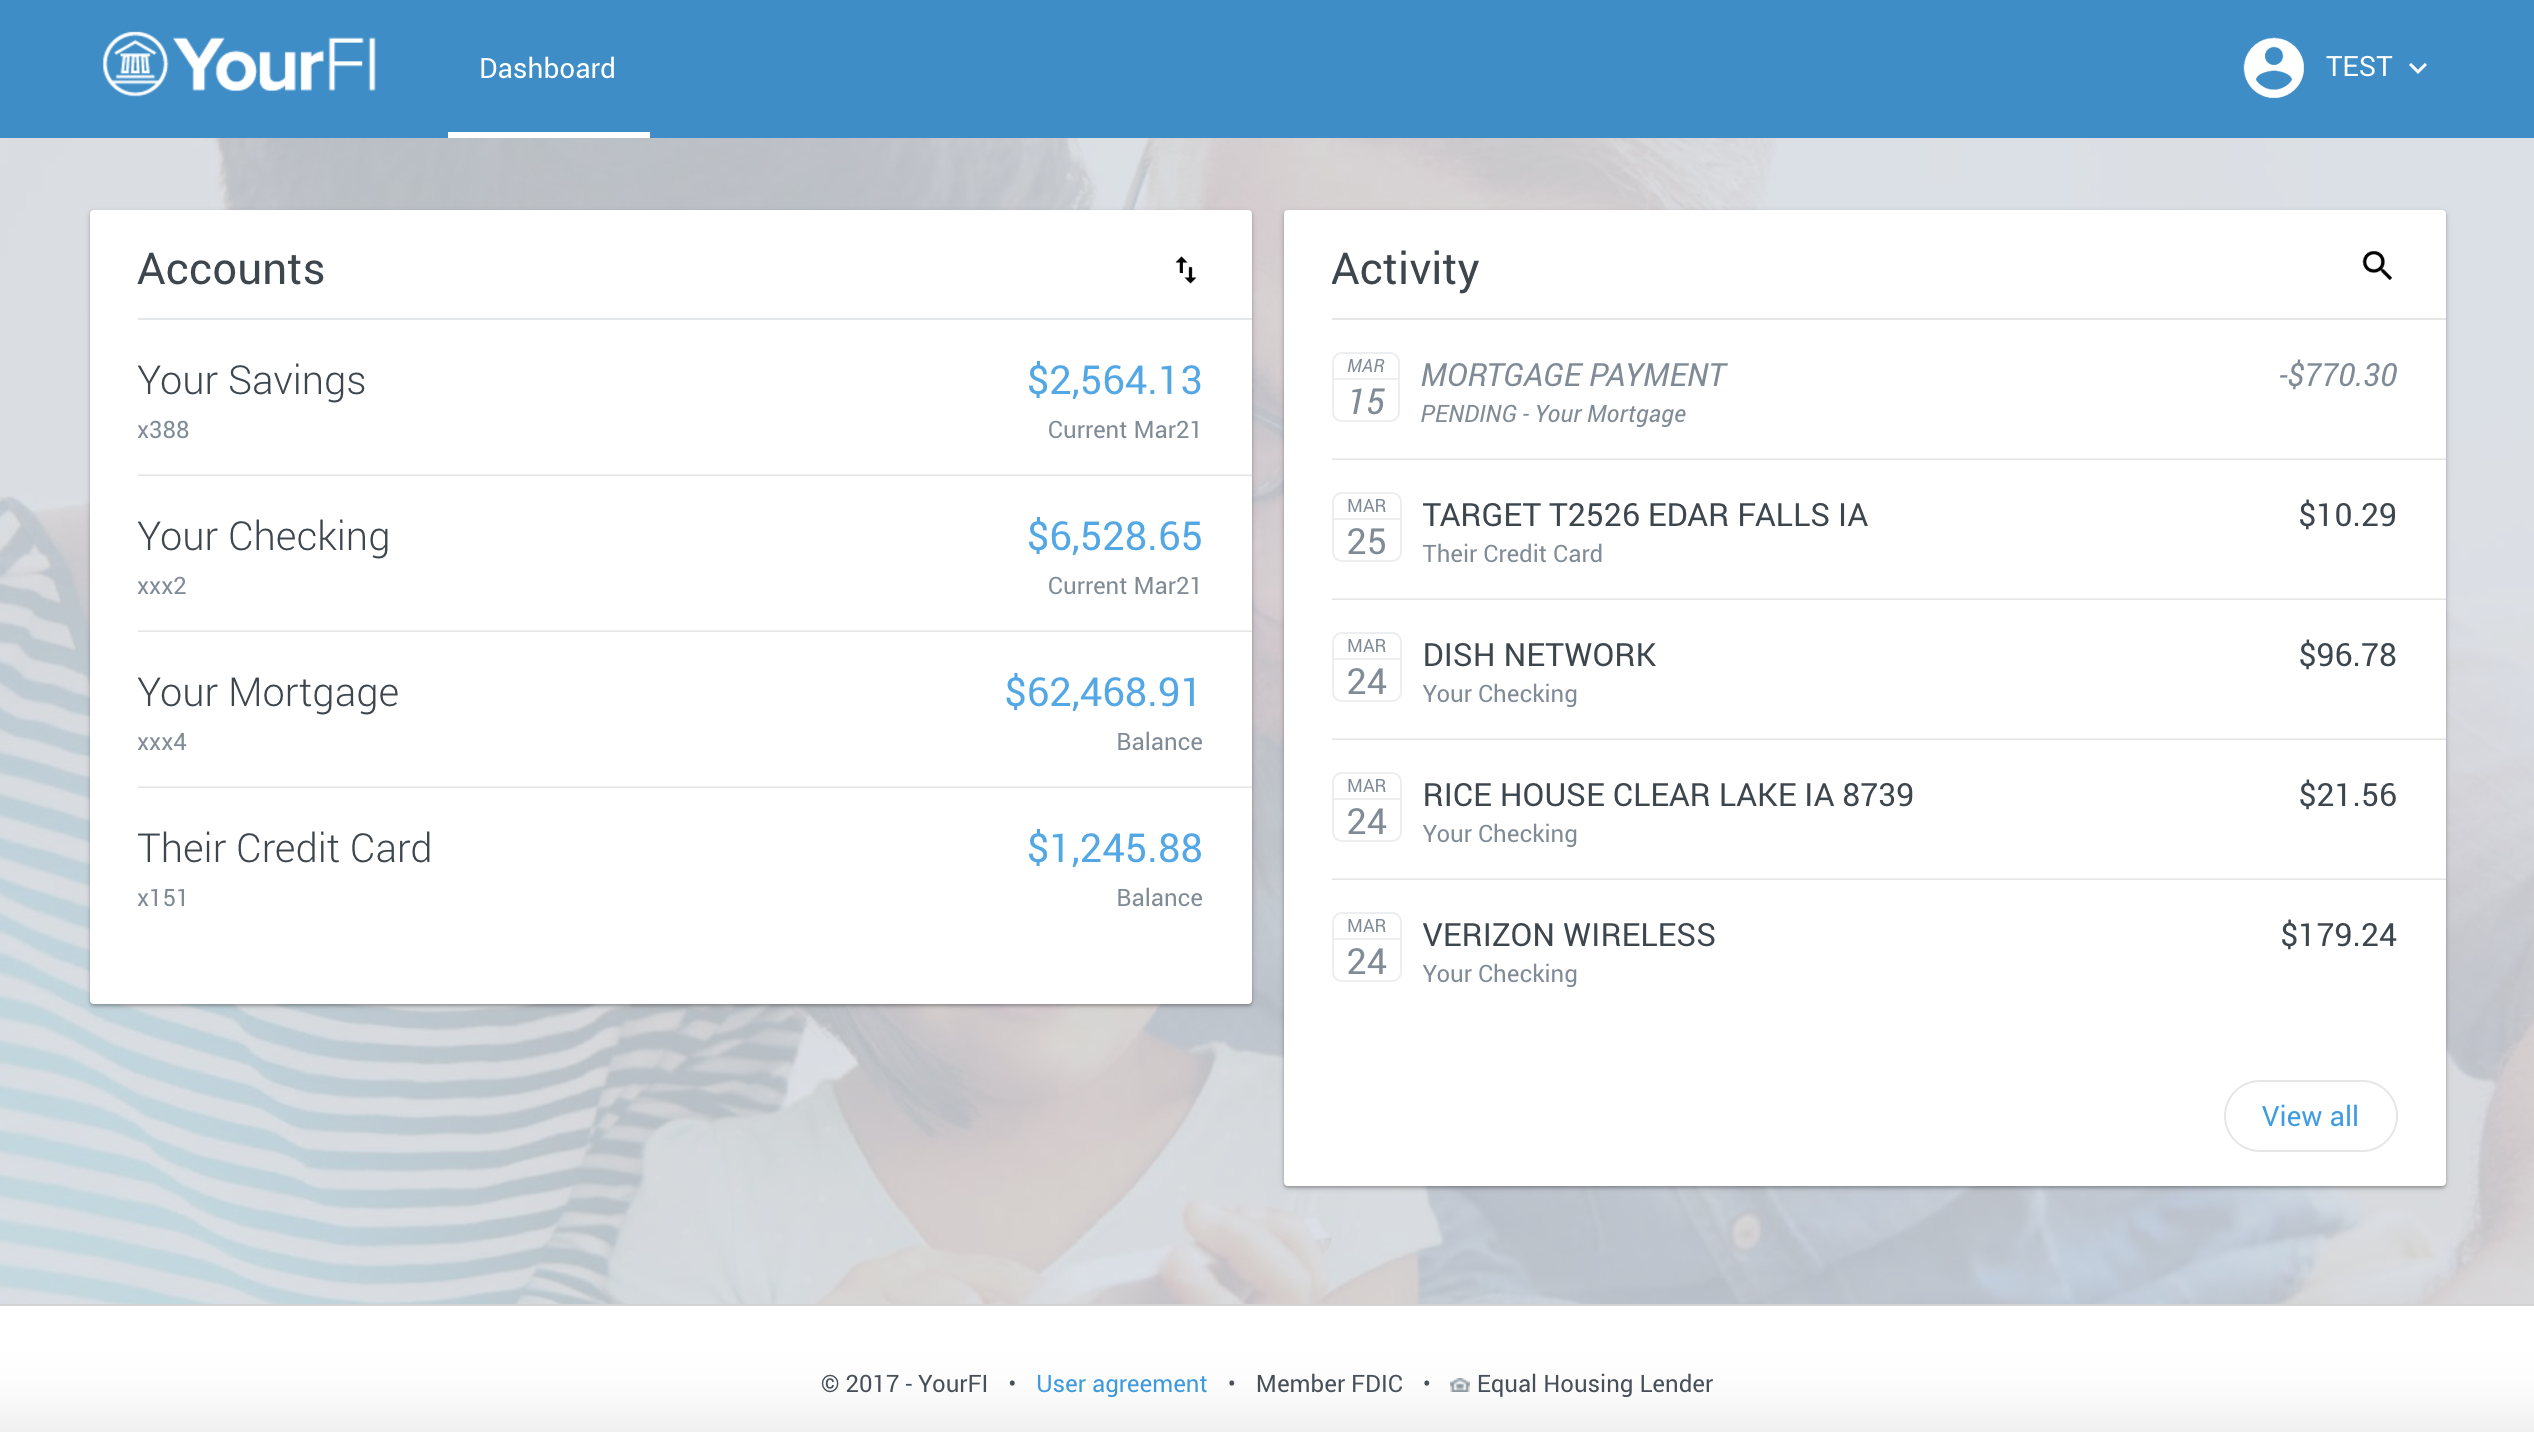 YourFI
Dashboard
TEST
Accounts
Your Savings
$2,564.13
x388
Current Mar21
Your Checking
$6,528.65
xxx2
Current Mar21
Your Mortgage
$62,468.91
xxx4
Balance
Their Credit Card
$1,245.88
x151
Balance
Activity
MAR
15
MORTGAGE PAYMENT
-$770.30
PENDING - Your Mortgage
MAR
25
TARGET T2526 EDAR FALLS IA
$10.29
Their Credit Card
MAR
24
DISH NETWORK
$96.78
Your Checking
MAR
24
RICE HOUSE CLEAR LAKE IA 8739
$21.56
Your Checking
MAR
24
VERIZON WIRELESS
$179.24
Your Checking
View all
© 2017 - YourFI • User agreement • Member FDIC • Equal Housing Lender